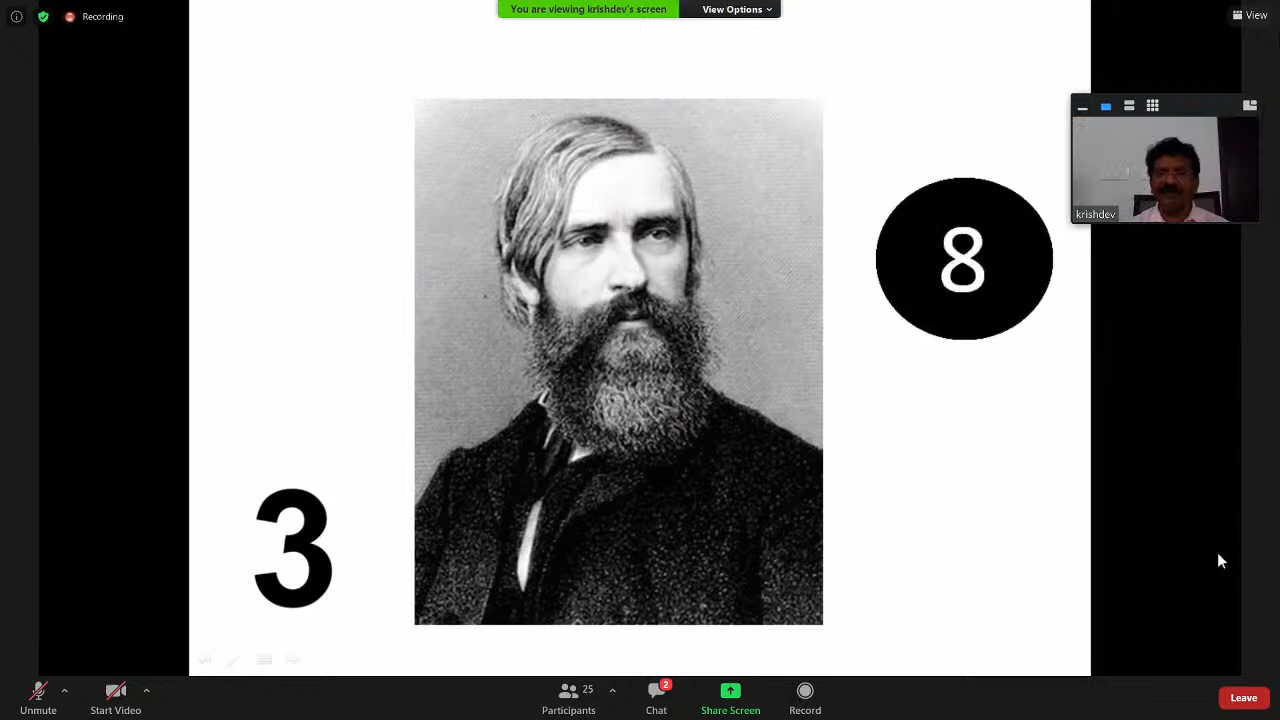 Recording
You are viewing krishdev's screen
View Options
View
krishdev
8
3
25
2
Unmute
Start Video
Participants
Chat
Share Screen
Record
Leave